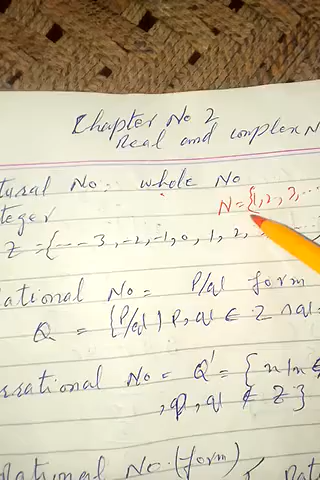 Chapter No 2
Real and complex N
tural No: whole No
N = {1, 2, 3, ...
teger
Z = { -- -3, -2, -1, 0, 1, 2,
ational No = P/q form
Q = {P/q | P, q ∈ Z ∧ q
rrational No = Q' = { x | x ∈
, q, q ∉ Z }
ational No. (form)